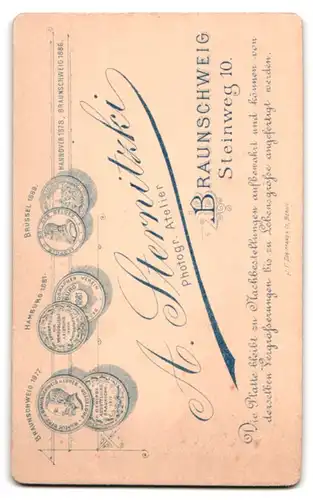 BRAUNSCHWEIG 1877.
HAMBURG 1881.
BRÜSSEL 1883.
HANNOVER 1878., BRAUNSCHWEIG 1886.
A. Sternitzki
Photogr. Atelier
BRAUNSCHWEIG
Steinweg 10.
Die Platte bleibt zu Nachbestellungen aufbewahrt und können von
derselben Vergrößerungen bis zu Lebensgröße angefertigt werden.